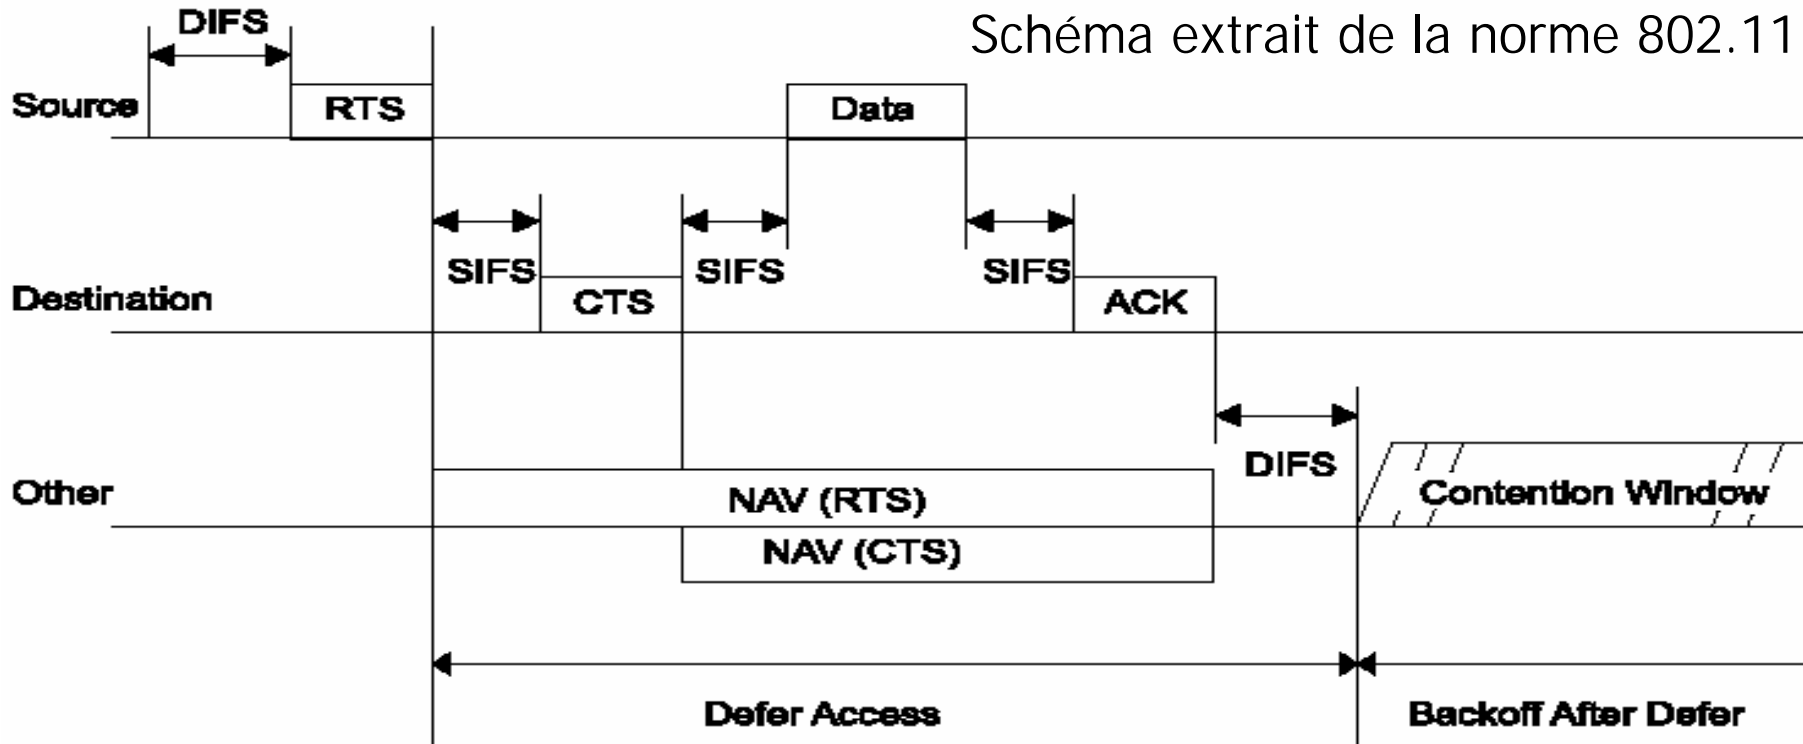 DIFS
Schéma extrait de la norme 802.11
Source
RTS
Data
SIFS
SIFS
SIFS
Destination
CTS
ACK
DIFS
Other
NAV (RTS)
Contention Window
NAV (CTS)
Defer Access
Backoff After Defer